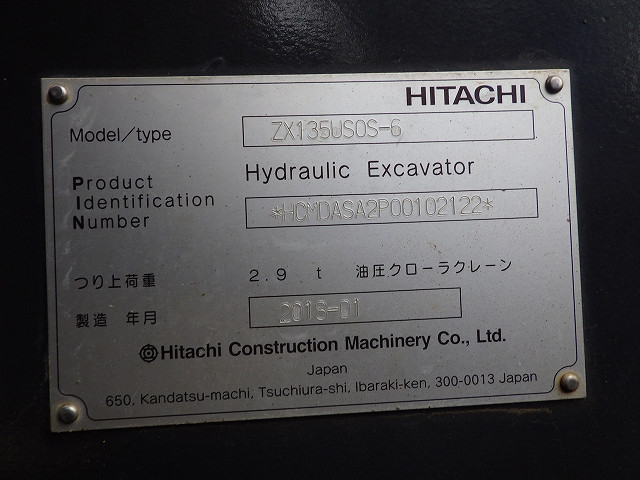 HITACHI
Model/type ZX135USOS-6
Hydraulic Excavator
Product
Identification *HCMDASA2P00102122*
Number
つり上荷重 2.9 t 油圧クローラクレーン
製造 年月 2018-01
Hitachi Construction Machinery Co., Ltd.
Japan
650, Kandatsu-machi, Tsuchiura-shi, Ibaraki-ken, 300-0013 Japan